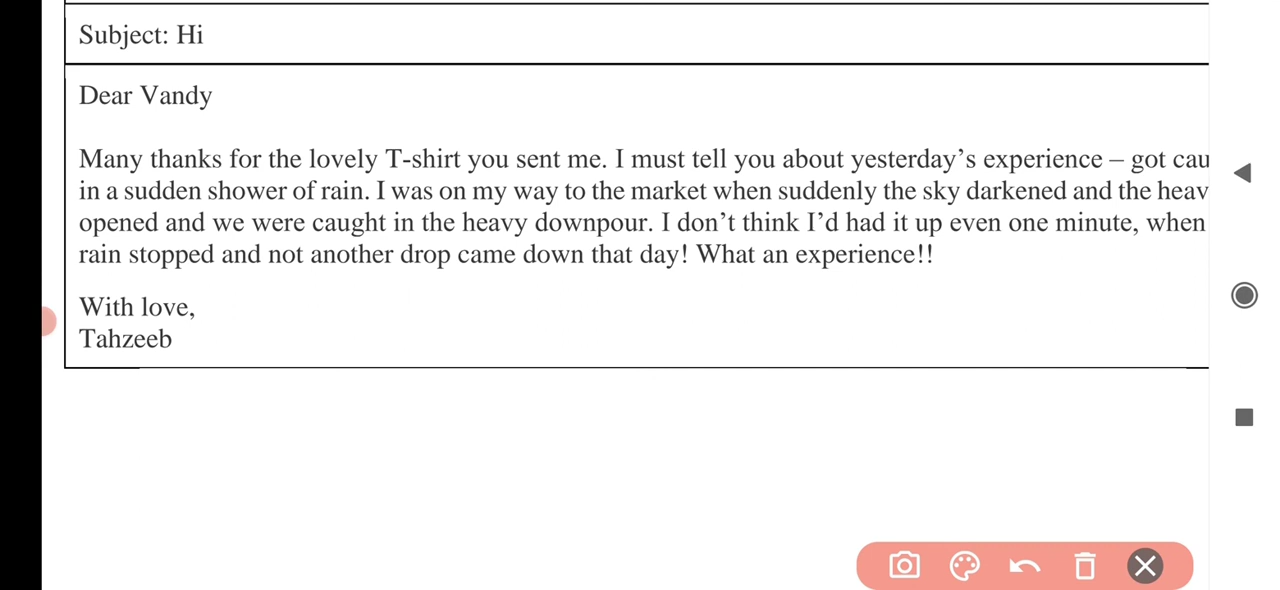 Subject: Hi
Dear Vandy
Many thanks for the lovely T-shirt you sent me. I must tell you about yesterday’s experience – got cau
in a sudden shower of rain. I was on my way to the market when suddenly the sky darkened and the heav
opened and we were caught in the heavy downpour. I don’t think I’d had it up even one minute, when
rain stopped and not another drop came down that day! What an experience!!
With love,
Tahzeeb